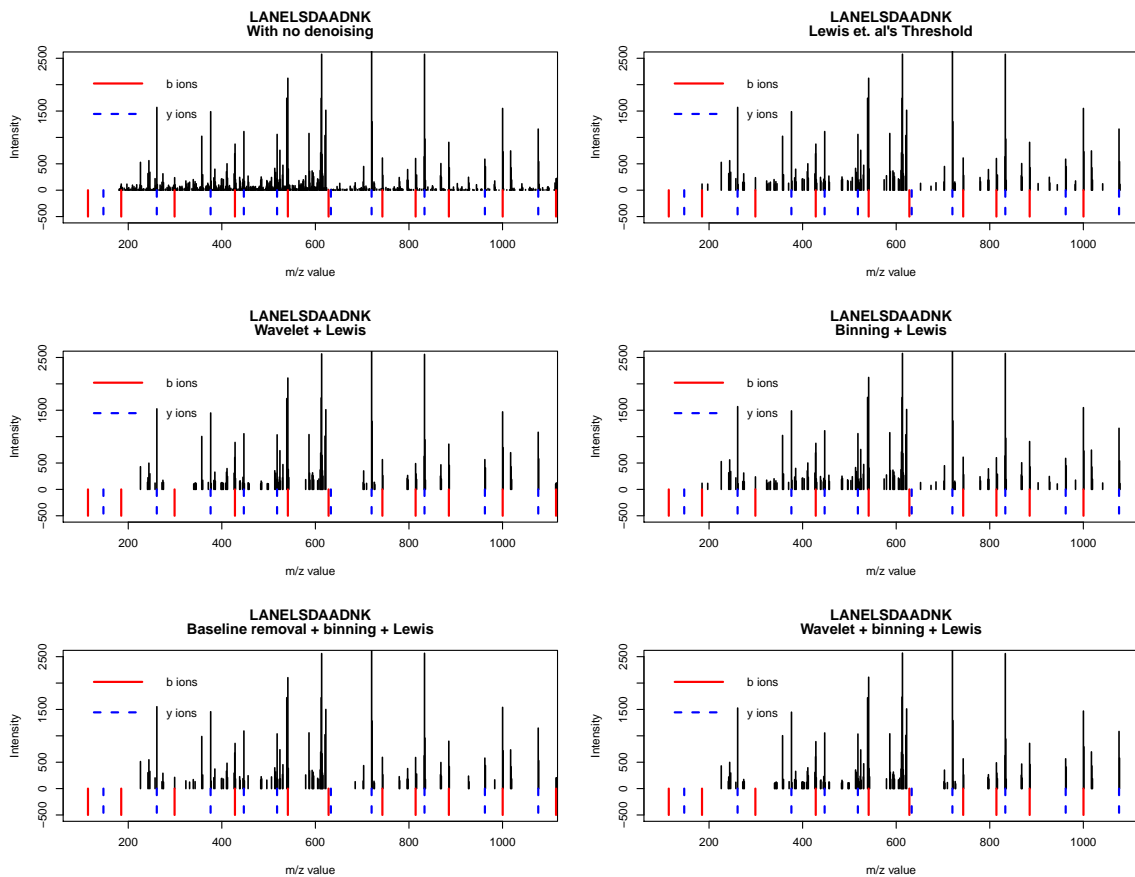 LANELSDAADNK
With no denoising
Intensity
2500
1500
500
0
−500
b ions
y ions
200 400 600 800 1000
m/z value
LANELSDAADNK
Lewis et. al's Threshold
Intensity
2500
1500
500
0
−500
b ions
y ions
200 400 600 800 1000
m/z value
LANELSDAADNK
Wavelet + Lewis
Intensity
2500
1500
500
0
−500
b ions
y ions
200 400 600 800 1000
m/z value
LANELSDAADNK
Binning + Lewis
Intensity
2500
1500
500
0
−500
b ions
y ions
200 400 600 800 1000
m/z value
LANELSDAADNK
Baseline removal + binning + Lewis
Intensity
2500
1500
500
0
−500
b ions
y ions
200 400 600 800 1000
m/z value
LANELSDAADNK
Wavelet + binning + Lewis
Intensity
2500
1500
500
0
−500
b ions
y ions
200 400 600 800 1000
m/z value